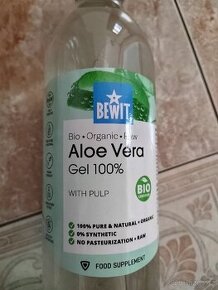 BEWIT
Bio • Organic • Raw
Aloe Vera
Gel 100%
WITH PULP
BIO
✓ 100% PURE & NATURAL + ORGANIC
✓ 0% SYNTHETIC
✓ NO PASTEURIZATION + RAW
FOOD SUPPLEMENT